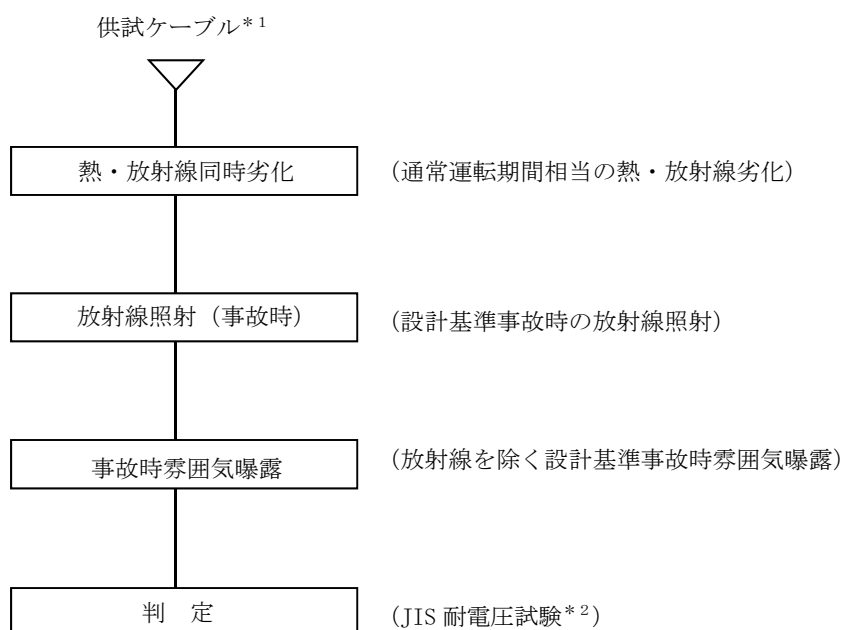 供試ケーブル＊１
熱・放射線同時劣化 （通常運転期間相当の熱・放射線劣化）
放射線照射（事故時） （設計基準事故時の放射線照射）
事故時雰囲気曝露 （放射線を除く設計基準事故時雰囲気曝露）
判　定 （JIS 耐電圧試験＊２）